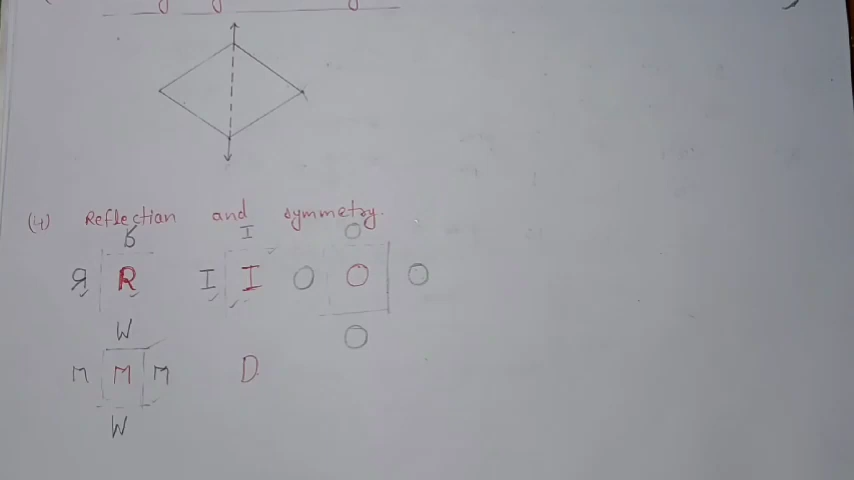 (4) Reflection and symmetry.
I O
Я R I I O O O
W O
M M M D
W